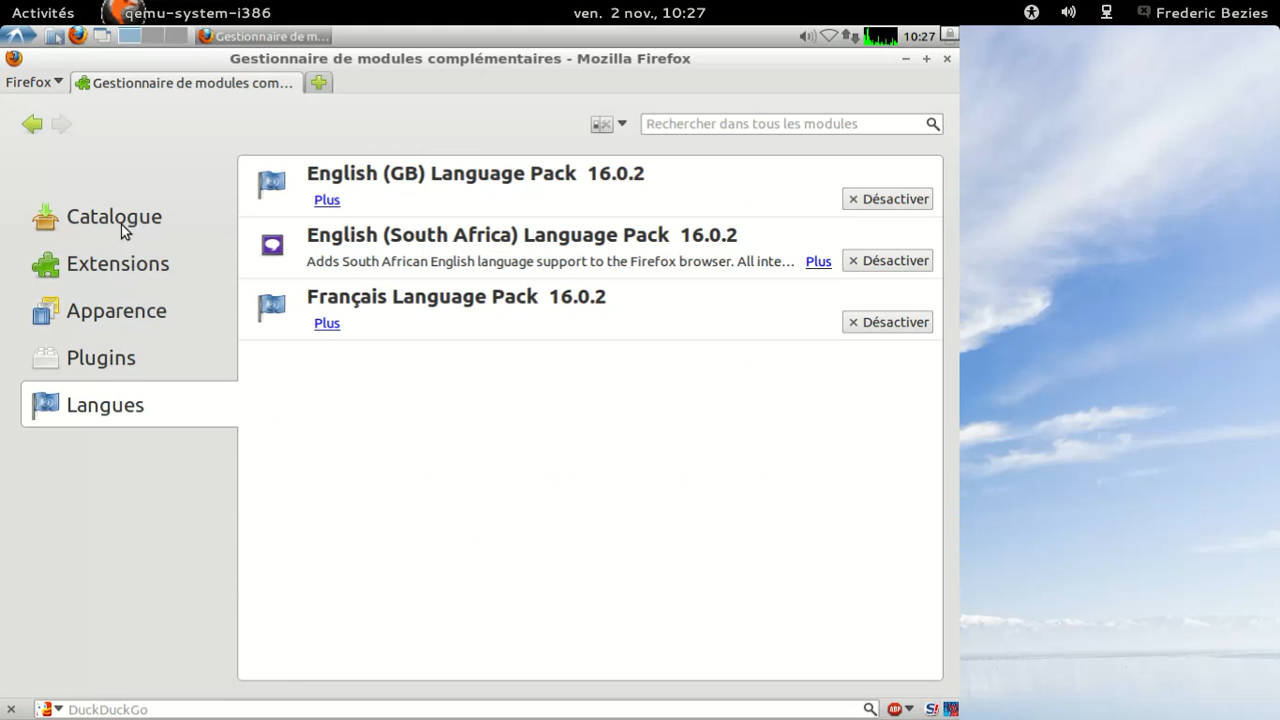 Activités
qemu-system-i386
ven. 2 nov., 10:27
Frederic Bezies
Gestionnaire de m...
10:27
Gestionnaire de modules complémentaires - Mozilla Firefox
Firefox
Gestionnaire de modules com...
Rechercher dans tous les modules
Catalogue
Extensions
Apparence
Plugins
Langues
English (GB) Language Pack 16.0.2
Plus
Désactiver
English (South Africa) Language Pack 16.0.2
Adds South African English language support to the Firefox browser. All inte... Plus
Désactiver
Français Language Pack 16.0.2
Plus
Désactiver
DuckDuckGo
ABP
S!